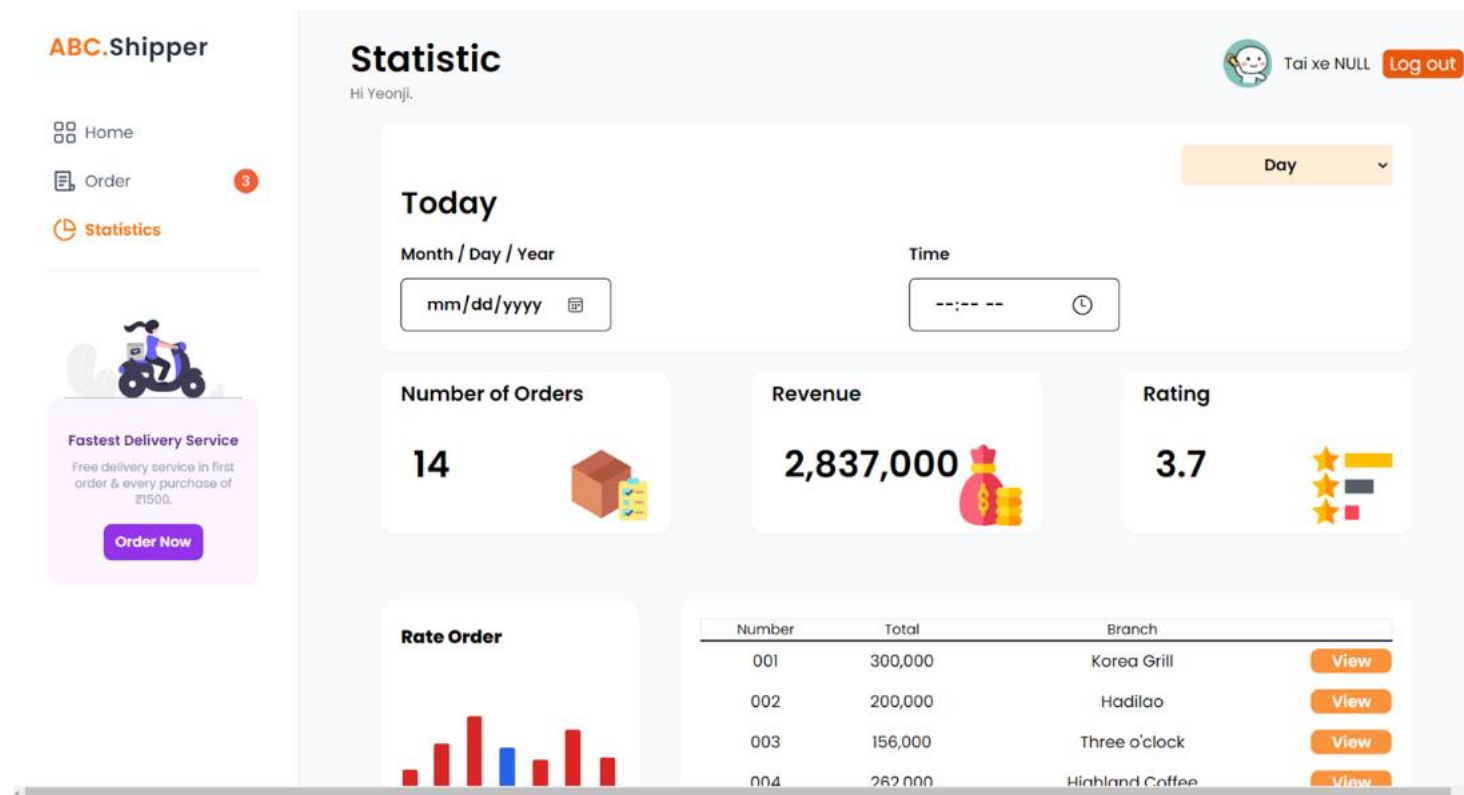 ABC.Shipper
Home
Order 3
Statistics
Fastest Delivery Service
Free delivery service in first
order & every purchase of
₹1500.
Order Now
Statistic
Hi Yeonji.
Tai xe NULL Log out
Day
Today
Month / Day / Year Time
mm/dd/yyyy --:-- --
Number of Orders Revenue Rating
14 2,837,000 3.7
Rate Order
Number Total Branch
001 300,000 Korea Grill View
002 200,000 Hadilao View
003 156,000 Three o'clock View
004 262,000 Highland Coffee View